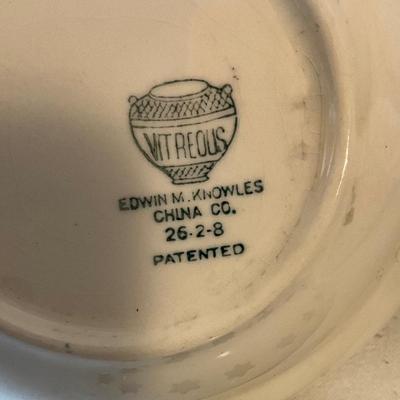 VITREOUS
EDWIN M. KNOWLES
CHINA CO.
26-2-8
PATENTED